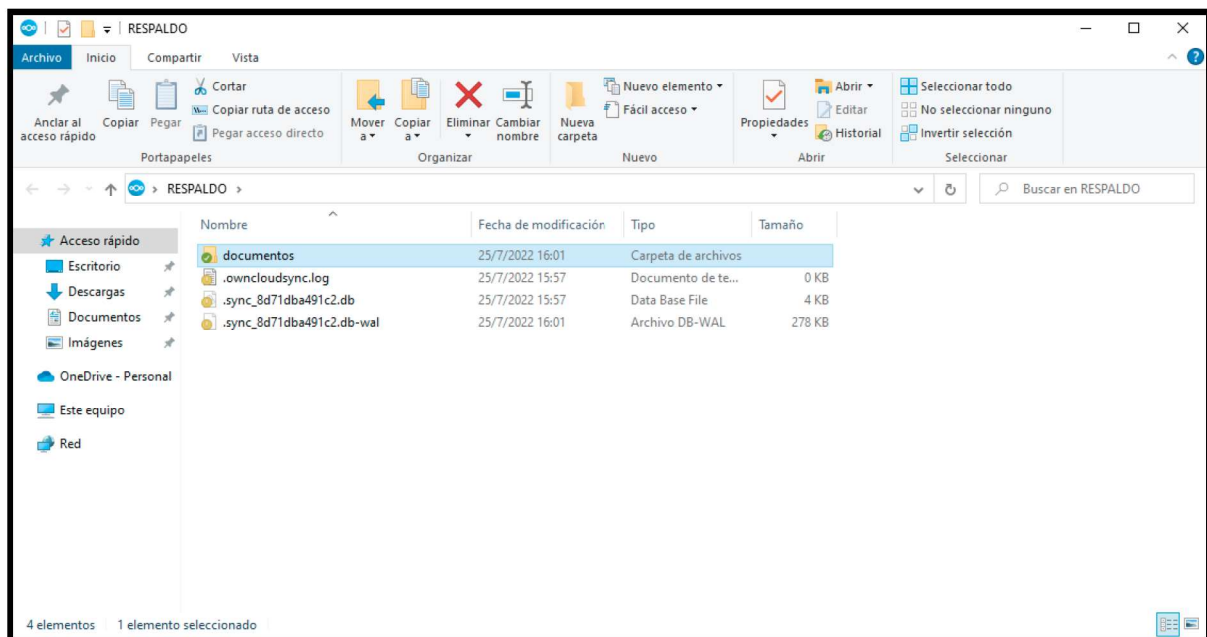 RESPALDO
Archivo Inicio Compartir Vista
Anclar al acceso rápido
Copiar
Pegar
Cortar
Copiar ruta de acceso
Pegar acceso directo
Portapapeles
Mover a
Copiar a
Eliminar
Cambiar nombre
Organizar
Nueva carpeta
Nuevo elemento
Fácil acceso
Nuevo
Propiedades
Abrir
Editar
Historial
Abrir
Seleccionar todo
No seleccionar ninguno
Invertir selección
Seleccionar
RESPALDO
Buscar en RESPALDO
Acceso rápido
Escritorio
Descargas
Documentos
Imágenes
OneDrive - Personal
Este equipo
Red
Nombre Fecha de modificación Tipo Tamaño
documentos 25/7/2022 16:01 Carpeta de archivos
.owncloudsync.log 25/7/2022 15:57 Documento de te... 0 KB
.sync_8d71dba491c2.db 25/7/2022 15:57 Data Base File 4 KB
.sync_8d71dba491c2.db-wal 25/7/2022 16:01 Archivo DB-WAL 278 KB
4 elementos 1 elemento seleccionado